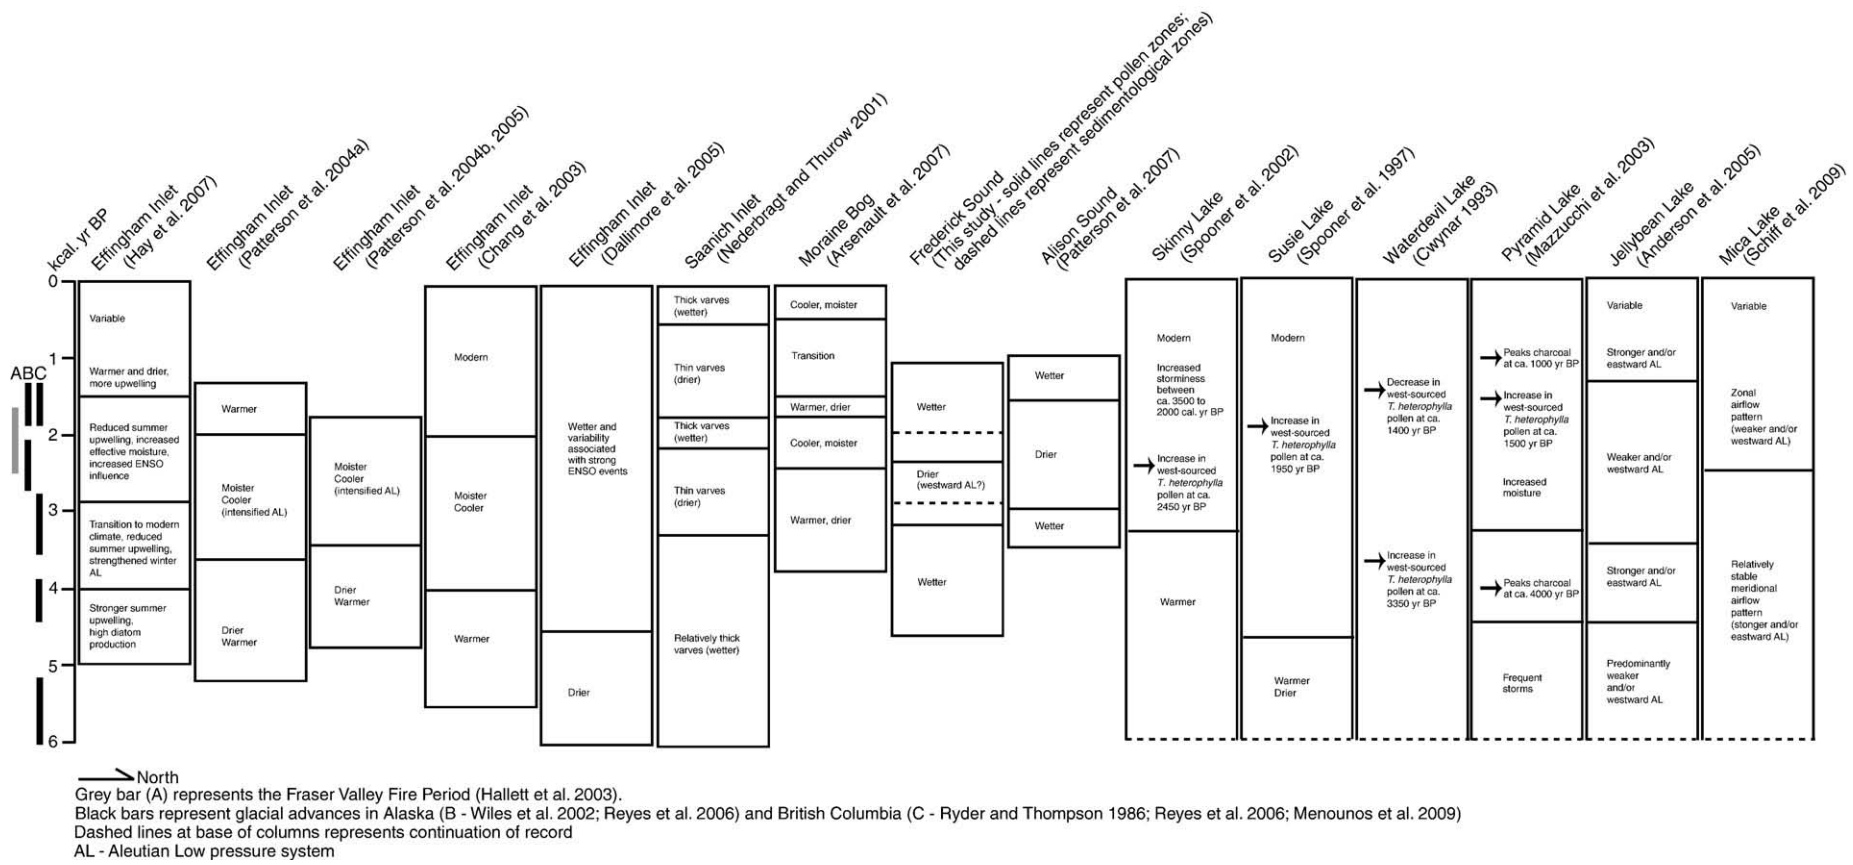 kcal. yr BP
Effingham Inlet
(Hay et al. 2007)
Effingham Inlet
(Patterson et al. 2004a)
Effingham Inlet
(Patterson et al. 2004b, 2005)
Effingham Inlet
(Chang et al. 2003)
Effingham Inlet
(Dallimore et al. 2005)
Saanich Inlet
(Nederbragt and Thurow 2001)
Moraine Bog
(Arsenault et al. 2007)
Frederick Sound
(This study - solid lines represent pollen zones;
dashed lines represent sedimentological zones)
Alison Sound
(Patterson et al. 2007)
Skinny Lake
(Spooner et al. 2002)
Susie Lake
(Spooner et al. 1997)
Waterdevil Lake
(Cwynar 1993)
Pyramid Lake
(Mazzucchi et al. 2003)
Jellybean Lake
(Anderson et al. 2005)
Mica Lake
(Schiff et al. 2009)
0
1
2
3
4
5
6
ABC
Variable
Warmer and drier,
more upwelling
Reduced summer
upwelling, increased
effective moisture,
increased ENSO
influence
Transition to modern
climate, reduced
summer upwelling,
strengthened winter
AL
Stronger summer
upwelling,
high diatom
production
Warmer
Moister
Cooler
(intensified AL)
Drier
Warmer
Moister
Cooler
(intensified AL)
Drier
Warmer
Modern
Moister
Cooler
Warmer
Wetter and
variability
associated
with strong
ENSO events
Drier
Thick varves
(wetter)
Thin varves
(drier)
Thick varves
(wetter)
Thin varves
(drier)
Relatively thick
varves (wetter)
Cooler, moister
Transition
Warmer, drier
Cooler, moister
Warmer, drier
Wetter
Drier
(westward AL?)
Wetter
Wetter
Drier
Wetter
Modern
Increased
storminess
between
ca. 3500 to
2000 cal. yr BP
Increase in
west-sourced
T. heterophylla
pollen at ca.
2450 yr BP
Warmer
Modern
Increase in
west-sourced
T. heterophylla
pollen at ca.
1950 yr BP
Warmer
Drier
Decrease in
west-sourced
T. heterophylla
pollen at ca.
1400 yr BP
Increase in
west-sourced
T. heterophylla
pollen at ca.
3350 yr BP
Peaks charcoal
at ca. 1000 yr BP
Increase in
west-sourced
T. heterophylla
pollen at ca.
1500 yr BP
Increased
moisture
Peaks charcoal
at ca. 4000 yr BP
Frequent
storms
Variable
Stronger and/or
eastward AL
Weaker and/or
westward AL
Stronger and/or
eastward AL
Predominantly
weaker
and/or
westward AL
Variable
Zonal
airflow
pattern
(weaker and/or
westward AL)
Relatively
stable
meridional
airflow
pattern
(stonger and/or
eastward AL)
North
Grey bar (A) represents the Fraser Valley Fire Period (Hallett et al. 2003).
Black bars represent glacial advances in Alaska (B - Wiles et al. 2002; Reyes et al. 2006) and British Columbia (C - Ryder and Thompson 1986; Reyes et al. 2006; Menounos et al. 2009)
Dashed lines at base of columns represents continuation of record
AL - Aleutian Low pressure system